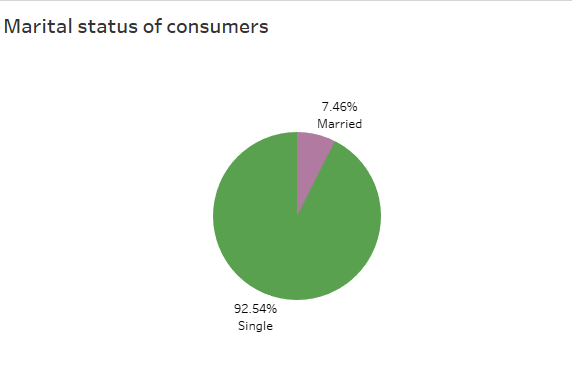 Marital status of consumers
7.46%
Married
92.54%
Single